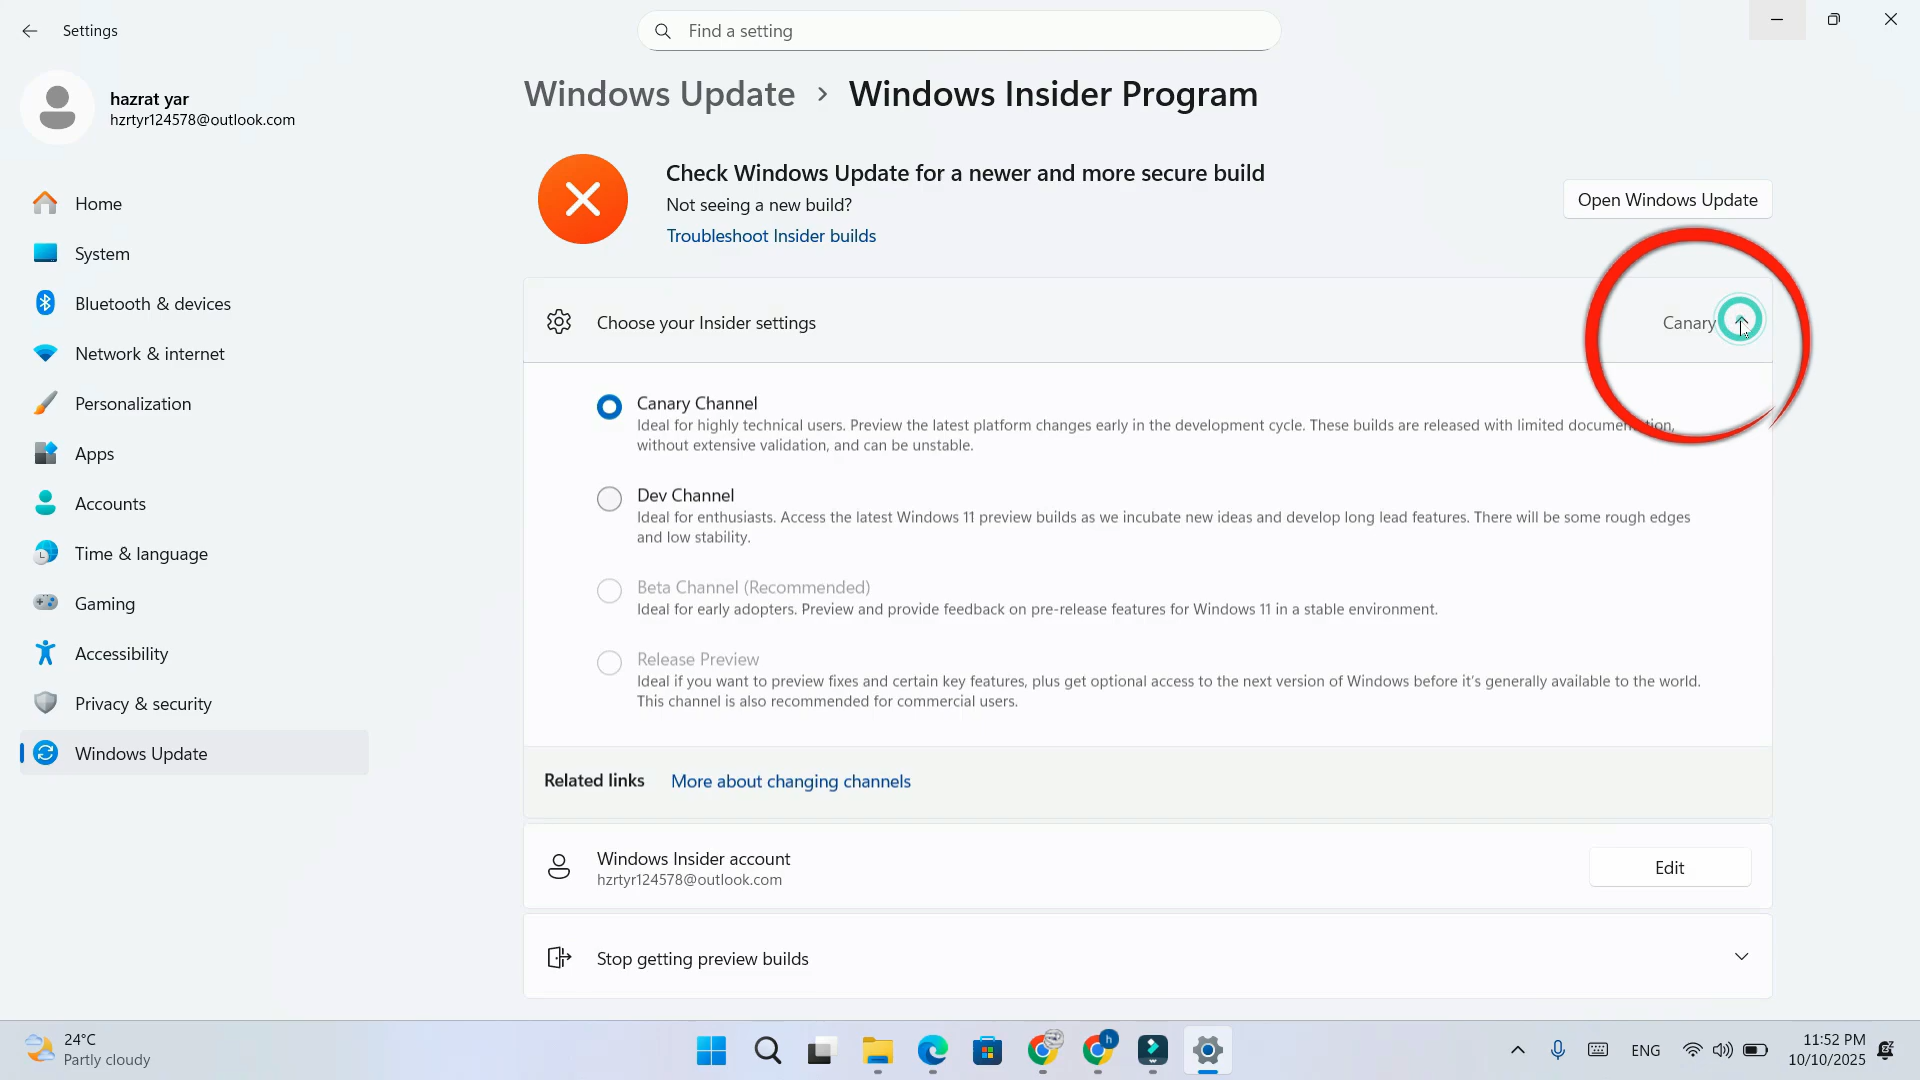 Settings
Find a setting
hazrat yar
hzrtyr124578@outlook.com
Home
System
Bluetooth & devices
Network & internet
Personalization
Apps
Accounts
Time & language
Gaming
Accessibility
Privacy & security
Windows Update
Windows Update > Windows Insider Program
Check Windows Update for a newer and more secure build
Not seeing a new build?
Troubleshoot Insider builds
Open Windows Update
Choose your Insider settings
Canary
Canary Channel
Ideal for highly technical users. Preview the latest platform changes early in the development cycle. These builds are released with limited documentation,
without extensive validation, and can be unstable.
Dev Channel
Ideal for enthusiasts. Access the latest Windows 11 preview builds as we incubate new ideas and develop long lead features. There will be some rough edges
and low stability.
Beta Channel (Recommended)
Ideal for early adopters. Preview and provide feedback on pre-release features for Windows 11 in a stable environment.
Release Preview
Ideal if you want to preview fixes and certain key features, plus get optional access to the next version of Windows before it's generally available to the world.
This channel is also recommended for commercial users.
Related links More about changing channels
Windows Insider account
hzrtyr124578@outlook.com
Edit
Stop getting preview builds
24°C
Partly cloudy
h
ENG
11:52 PM
10/10/2025